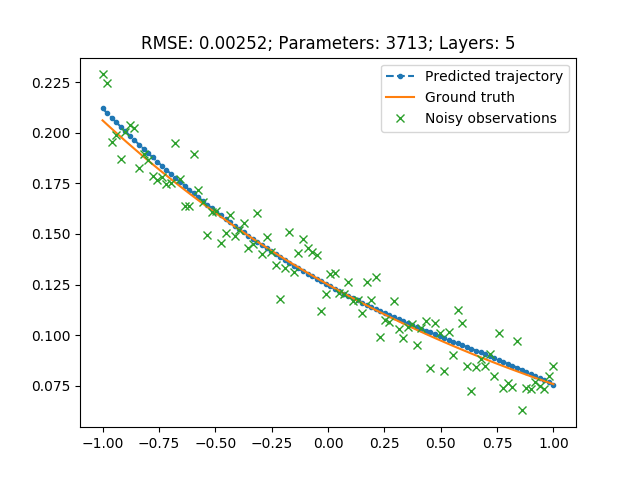 RMSE: 0.00252; Parameters: 3713; Layers: 5
Predicted trajectory
Ground truth
Noisy observations
0.225
0.200
0.175
0.150
0.125
0.100
0.075
−1.00 −0.75 −0.50 −0.25 0.00 0.25 0.50 0.75 1.00